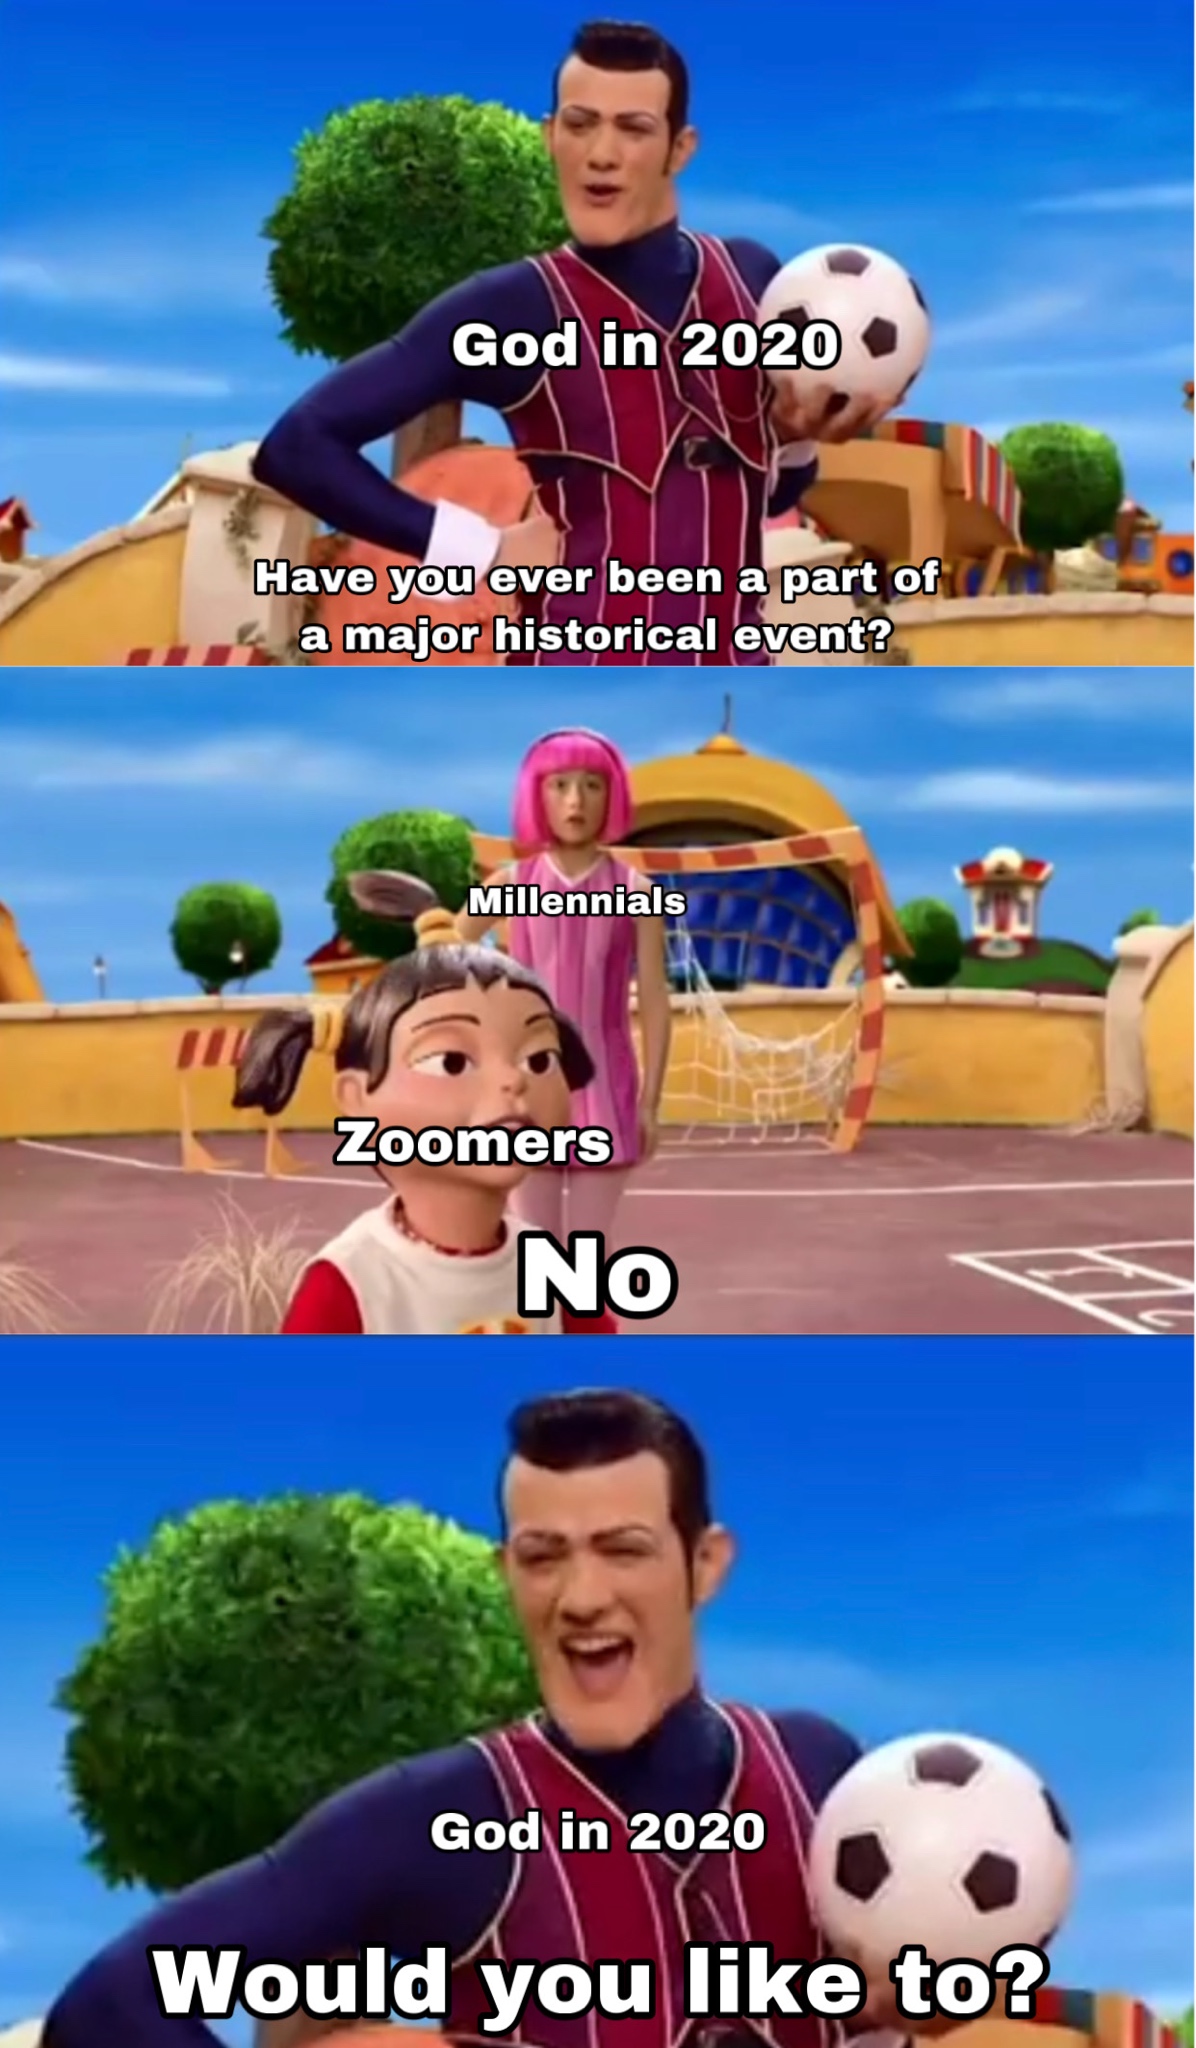 God in 2020
Have you ever been a part of
a major historical event?
Millennials
Zoomers
No
God in 2020
Would you like to?